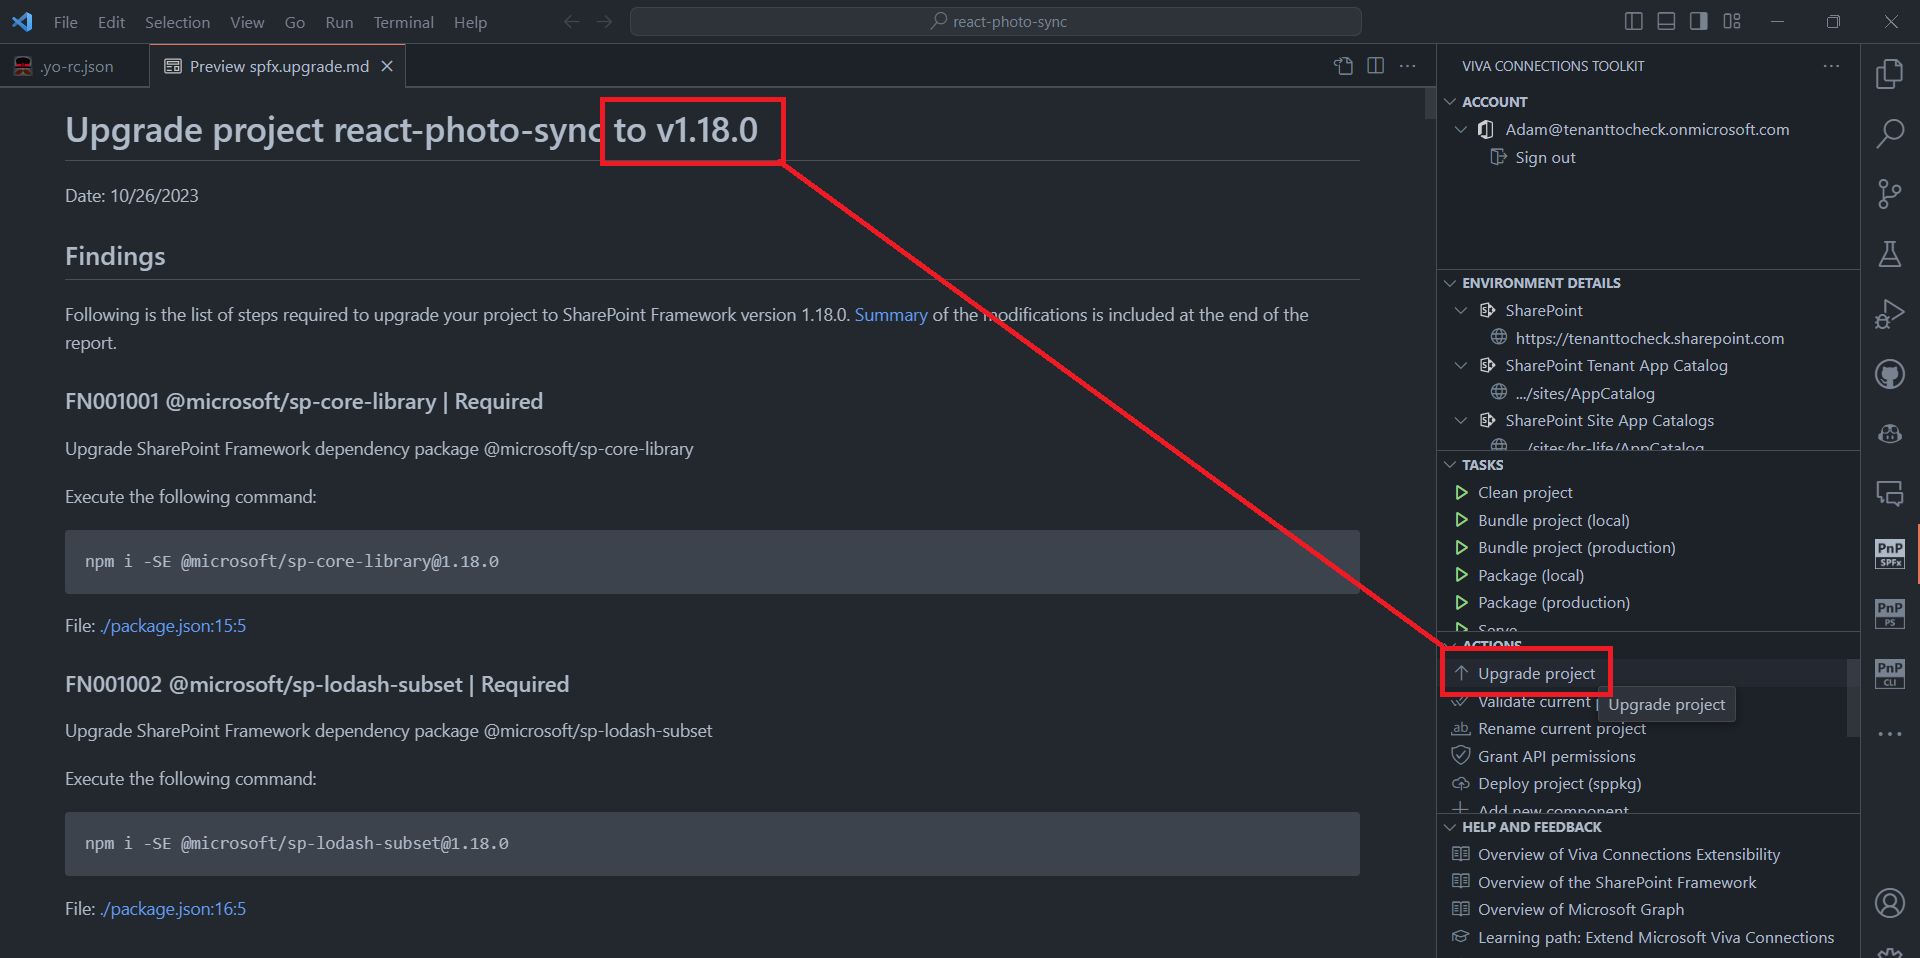 File Edit Selection View Go Run Terminal Help
react-photo-sync
.yo-rc.json
Preview spfx.upgrade.md
Upgrade project react-photo-sync to v1.18.0
Date: 10/26/2023
Findings
Following is the list of steps required to upgrade your project to SharePoint Framework version 1.18.0. Summary of the modifications is included at the end of the
report.
FN001001 @microsoft/sp-core-library | Required
Upgrade SharePoint Framework dependency package @microsoft/sp-core-library
Execute the following command:
npm i -SE @microsoft/sp-core-library@1.18.0
File: ./package.json:15:5
FN001002 @microsoft/sp-lodash-subset | Required
Upgrade SharePoint Framework dependency package @microsoft/sp-lodash-subset
Execute the following command:
npm i -SE @microsoft/sp-lodash-subset@1.18.0
File: ./package.json:16:5
VIVA CONNECTIONS TOOLKIT
ACCOUNT
Adam@tenanttocheck.onmicrosoft.com
Sign out
ENVIRONMENT DETAILS
SharePoint
https://tenanttocheck.sharepoint.com
SharePoint Tenant App Catalog
.../sites/AppCatalog
SharePoint Site App Catalogs
.../sites/hr-life/AppCatalog
TASKS
Clean project
Bundle project (local)
Bundle project (production)
Package (local)
Package (production)
Serve
ACTIONS
Upgrade project
Validate current
Upgrade project
Rename current project
Grant API permissions
Deploy project (sppkg)
Add new component
HELP AND FEEDBACK
Overview of Viva Connections Extensibility
Overview of the SharePoint Framework
Overview of Microsoft Graph
Learning path: Extend Microsoft Viva Connections
PnP
SPFx
PnP
PS
PnP
CLI